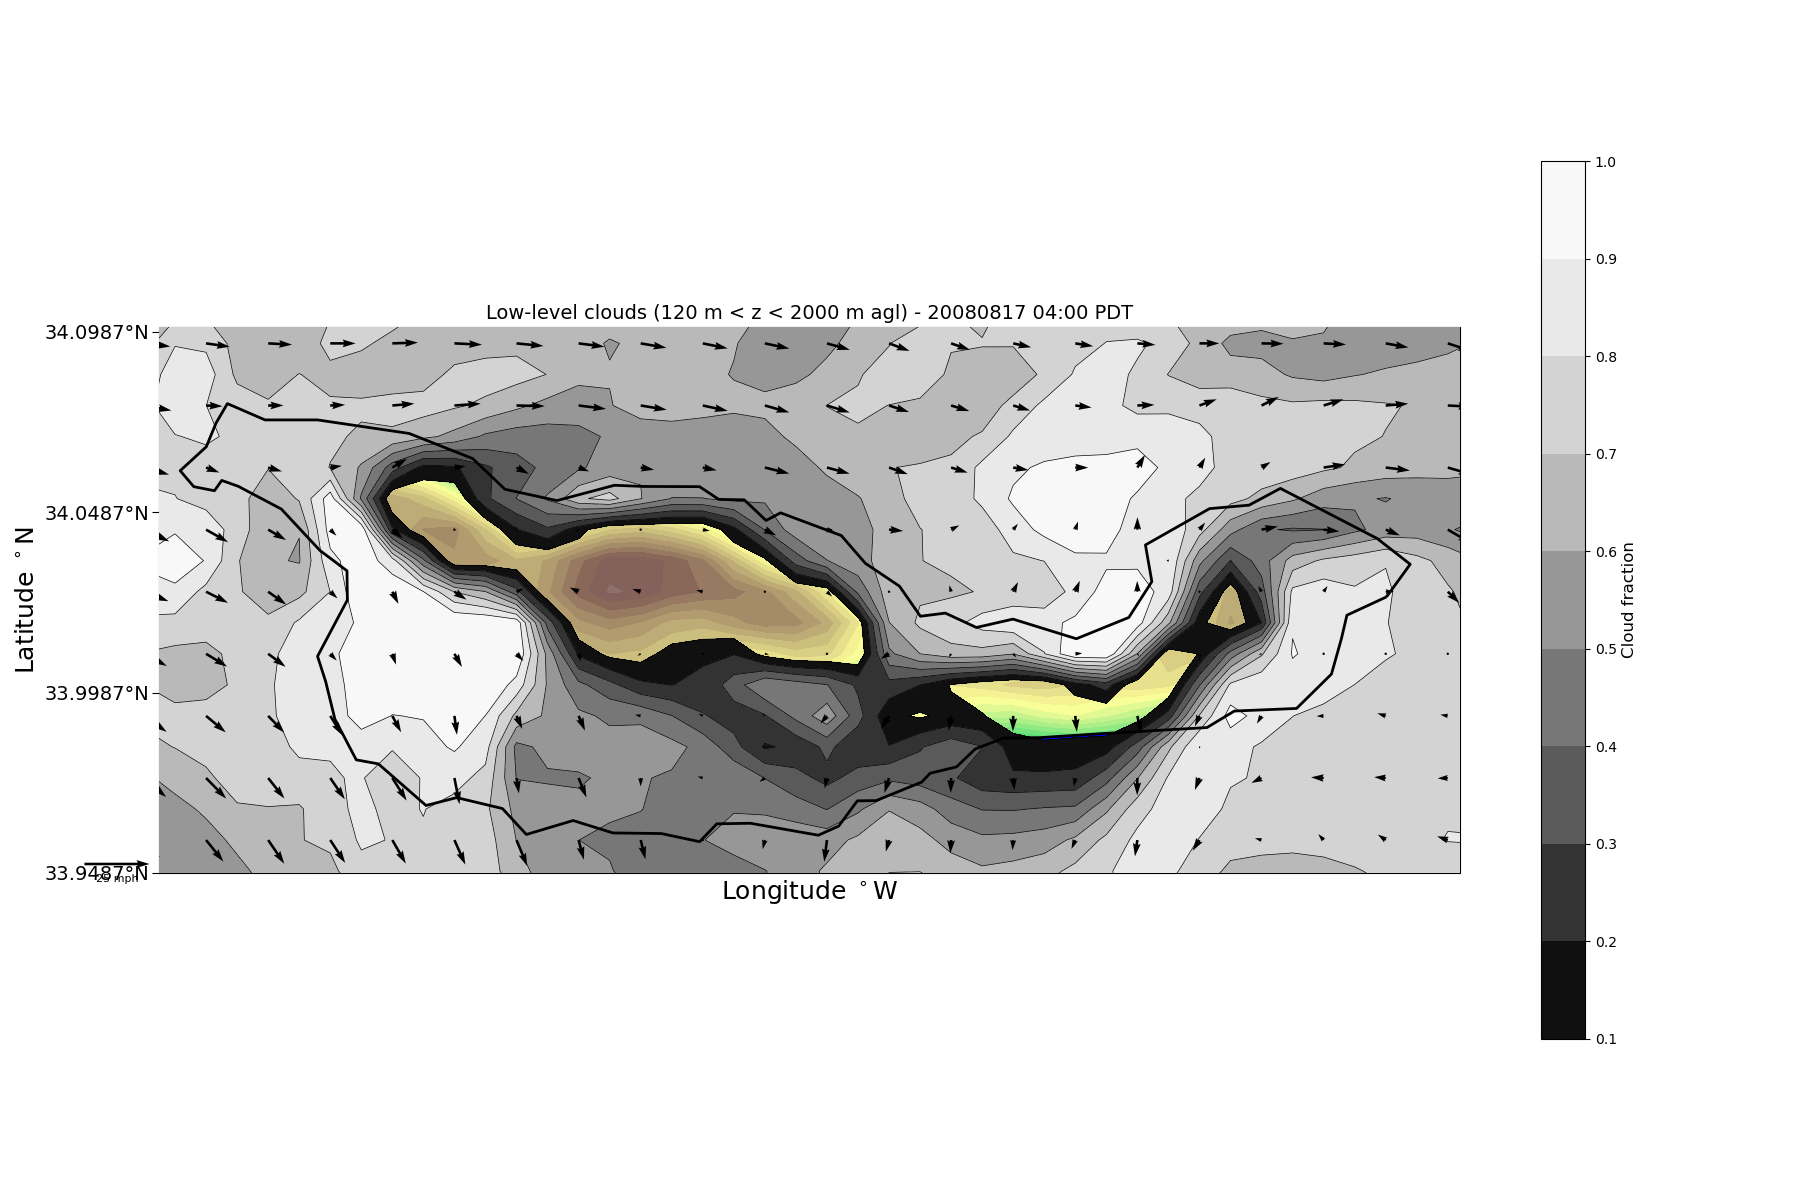 Low-level clouds (120 m < z < 2000 m agl) - 20080817 04:00 PDT
34.0987°N
34.0487°N
33.9987°N
33.9487°N
Latitude °N
25 mph
Longitude °W
1.0
0.9
0.8
0.7
0.6
0.5
0.4
0.3
0.2
0.1
Cloud fraction